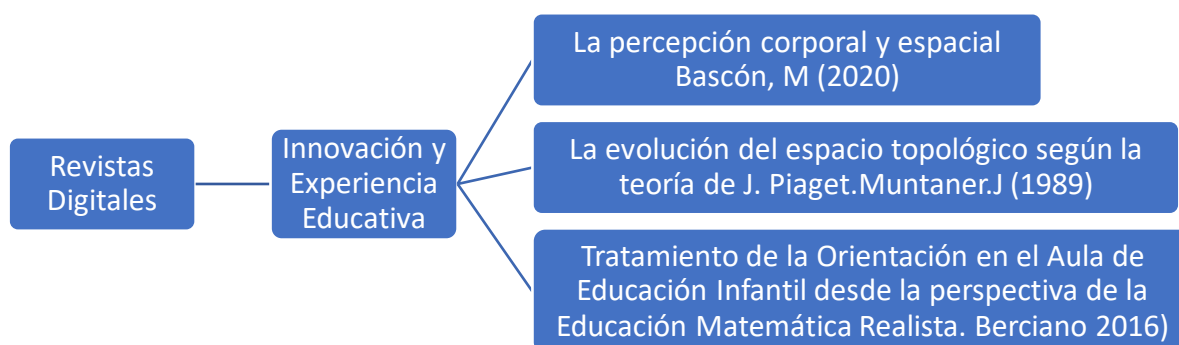 Revistas
Digitales
Innovación y
Experiencia
Educativa
La percepción corporal y espacial
Bascón, M (2020)
La evolución del espacio topológico según la
teoría de J. Piaget.Muntaner.J (1989)
Tratamiento de la Orientación en el Aula de
Educación Infantil desde la perspectiva de la
Educación Matemática Realista. Berciano 2016)